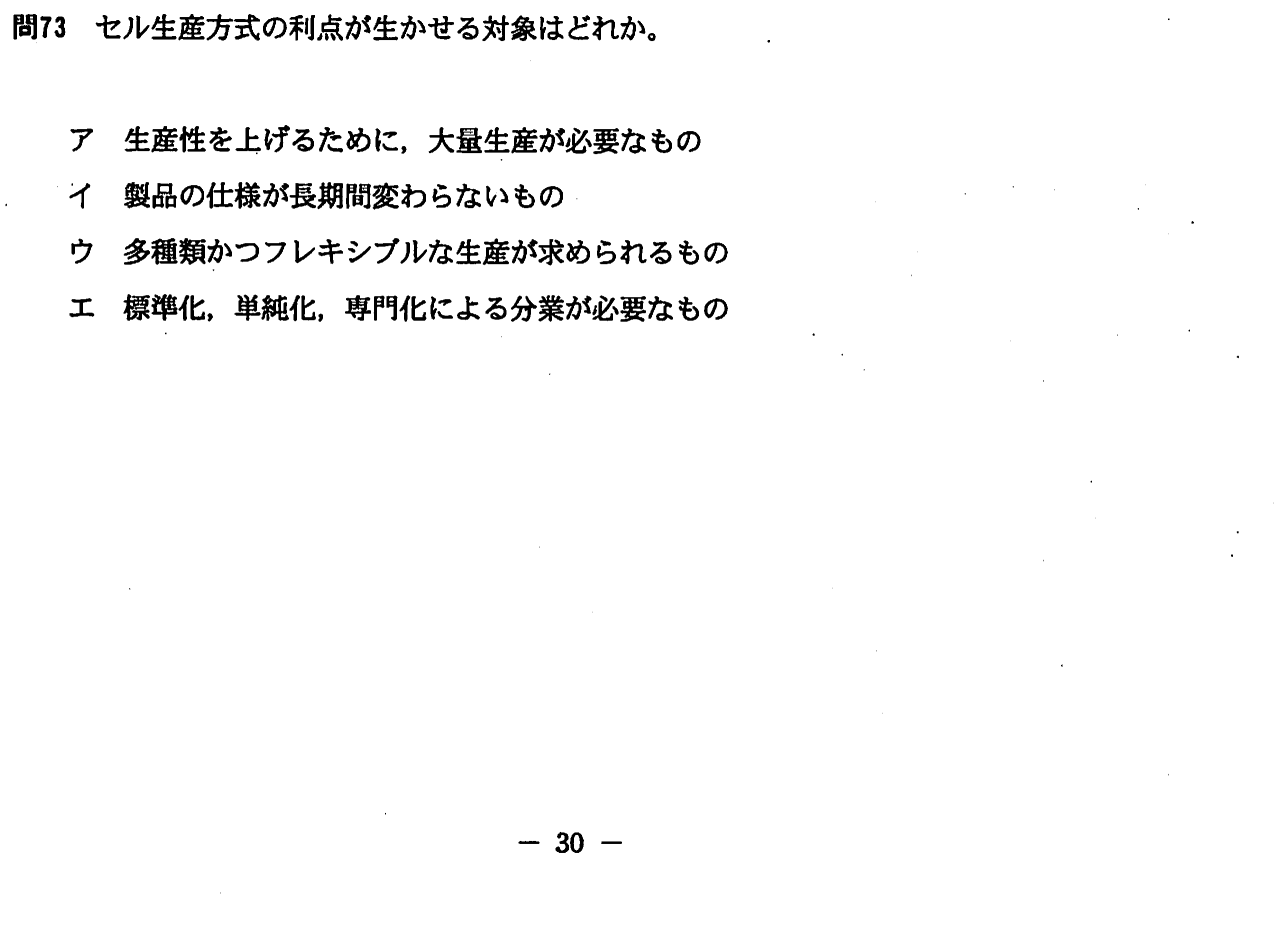 問73 セル生産方式の利点が生かせる対象はどれか。
ア 生産性を上げるために，大量生産が必要なもの
イ 製品の仕様が長期間変わらないもの
ウ 多種類かつフレキシブルな生産が求められるもの
エ 標準化，単純化，専門化による分業が必要なもの
－ 30 －